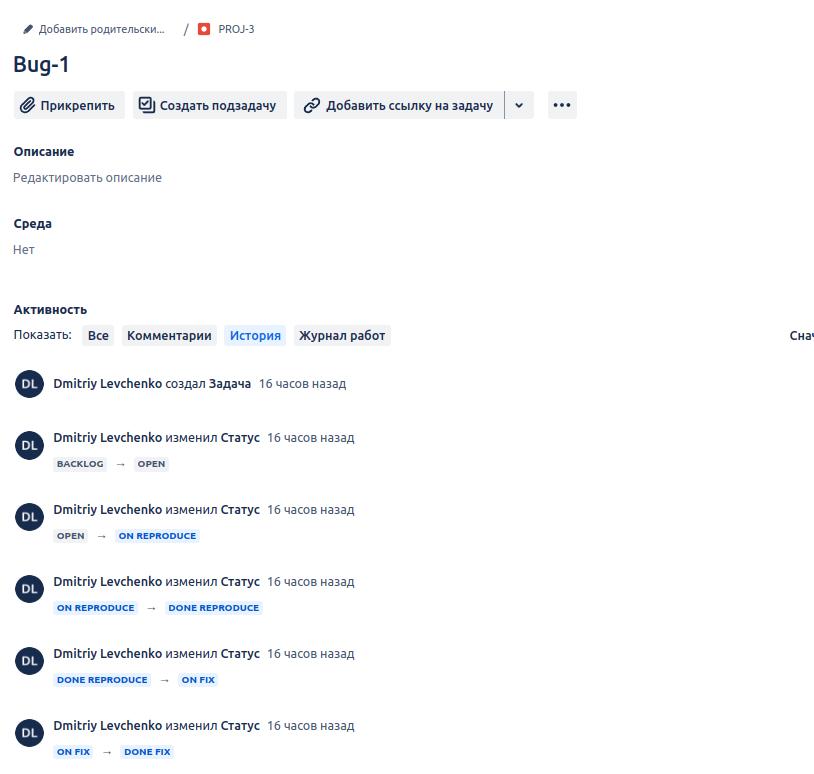 Добавить родительски... / PROJ-3
Bug-1
Прикрепить Создать подзадачу Добавить ссылку на задачу
Описание
Редактировать описание
Среда
Нет
Активность
Показать: Все Комментарии История Журнал работ Снач
DL Dmitriy Levchenko создал Задача 16 часов назад
DL Dmitriy Levchenko изменил Статус 16 часов назад
BACKLOG → OPEN
DL Dmitriy Levchenko изменил Статус 16 часов назад
OPEN → ON REPRODUCE
DL Dmitriy Levchenko изменил Статус 16 часов назад
ON REPRODUCE → DONE REPRODUCE
DL Dmitriy Levchenko изменил Статус 16 часов назад
DONE REPRODUCE → ON FIX
DL Dmitriy Levchenko изменил Статус 16 часов назад
ON FIX → DONE FIX